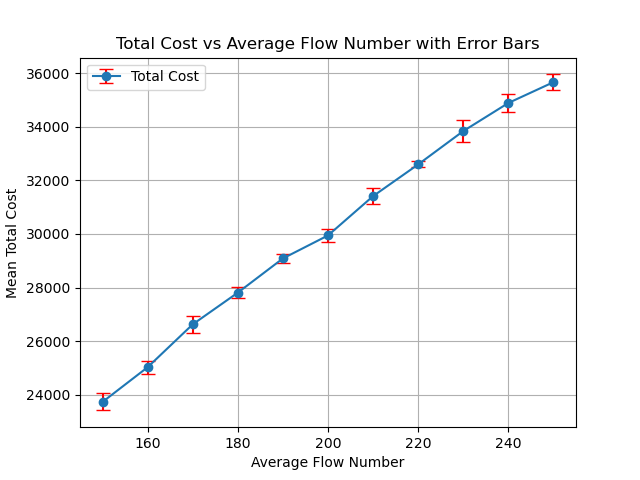 Total Cost vs Average Flow Number with Error Bars
Total Cost
36000
34000
32000
30000
28000
26000
24000
Mean Total Cost
160 180 200 220 240
Average Flow Number